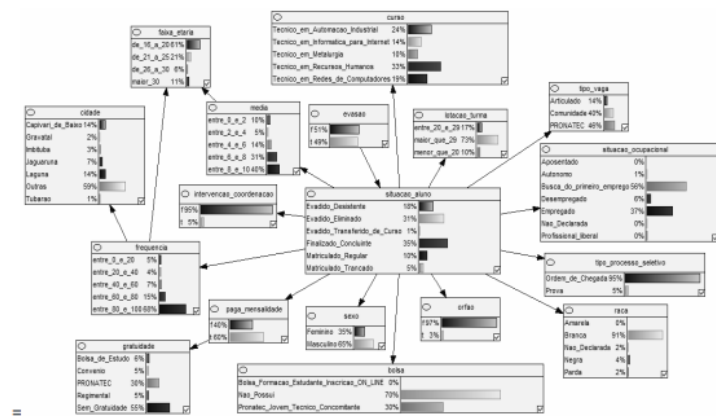 curso
Tecnico_em_Automacao_Industrial 24%
Tecnico_em_Informatica_para_Internet 14%
Tecnico_em_Metalurgia 10%
Tecnico_em_Recursos_Humanos 33%
Tecnico_em_Redes_de_Computadores 19%
faixa_etaria
de_16_a_20 61%
de_21_a_25 21%
de_26_a_30 6%
maior_30 11%
tipo_vaga
Articulado 14%
Comunidade 40%
PRONATEC 46%
cidade
Capivari_de_Baixo 14%
Gravatal 2%
Imbituba 3%
Jaguaruna 7%
Laguna 14%
Outras 59%
Tubarao 1%
media
entre_0_e_2 10%
entre_2_e_4 5%
entre_4_e_6 14%
entre_6_e_8 31%
entre_8_e_10 40%
evasao
f 51%
t 49%
lotacao_turma
entre_20_e_29 17%
maior_que_29 73%
menor_que_20 10%
situacao_ocupacional
Aposentado 0%
Autonomo 1%
Busca_do_primeiro_emprego 56%
Desempregado 6%
Empregado 37%
Nao_Declarada 0%
Profissional_liberal 0%
intervencas_coordenacao
f 95%
t 5%
situacao_aluno
Evadido_Desistente 18%
Evadido_Eliminado 31%
Evadido_Transferido_de_Curso 1%
Finalizado_Concluinte 35%
Matriculado_Regular 10%
Matriculado_Trancado 5%
frequencia
entre_0_e_20 5%
entre_20_e_40 4%
entre_40_e_60 7%
entre_60_e_80 15%
entre_80_e_100 68%
tipo_processo_seletivo
Ordem_de_Chegada 95%
Prova 5%
paga_mensalidade
f 40%
t 60%
sexo
Feminino 35%
Masculino 65%
orfao
f 97%
t 3%
raca
Amarela 0%
Branca 91%
Nao_Declarada 2%
Negra 4%
Parda 2%
gratuidade
Bolsa_de_Estudo 6%
Convenio 5%
PRONATEC 30%
Regimental 5%
Sem_Gratuidade 55%
bolsa
Bolsa_Formacao_Estudante_Inscricao_ON_LINE 0%
Nao_Possui 70%
Pronatec_Jovem_Tecnico_Concomitante 30%
=